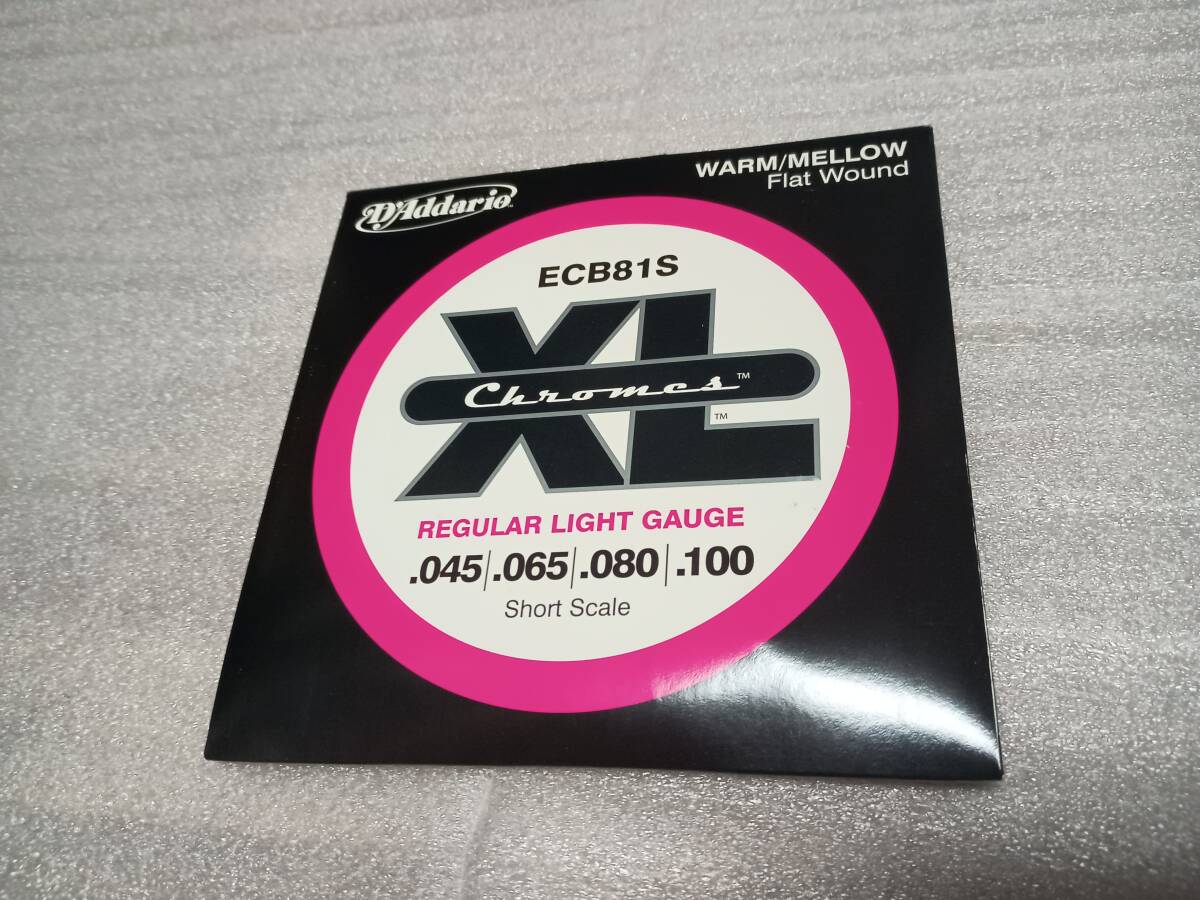 D'Addario
WARM/MELLOW
Flat Wound
ECB81S
XL
Chromes™
™
REGULAR LIGHT GAUGE
.045|.065|.080|.100
Short Scale